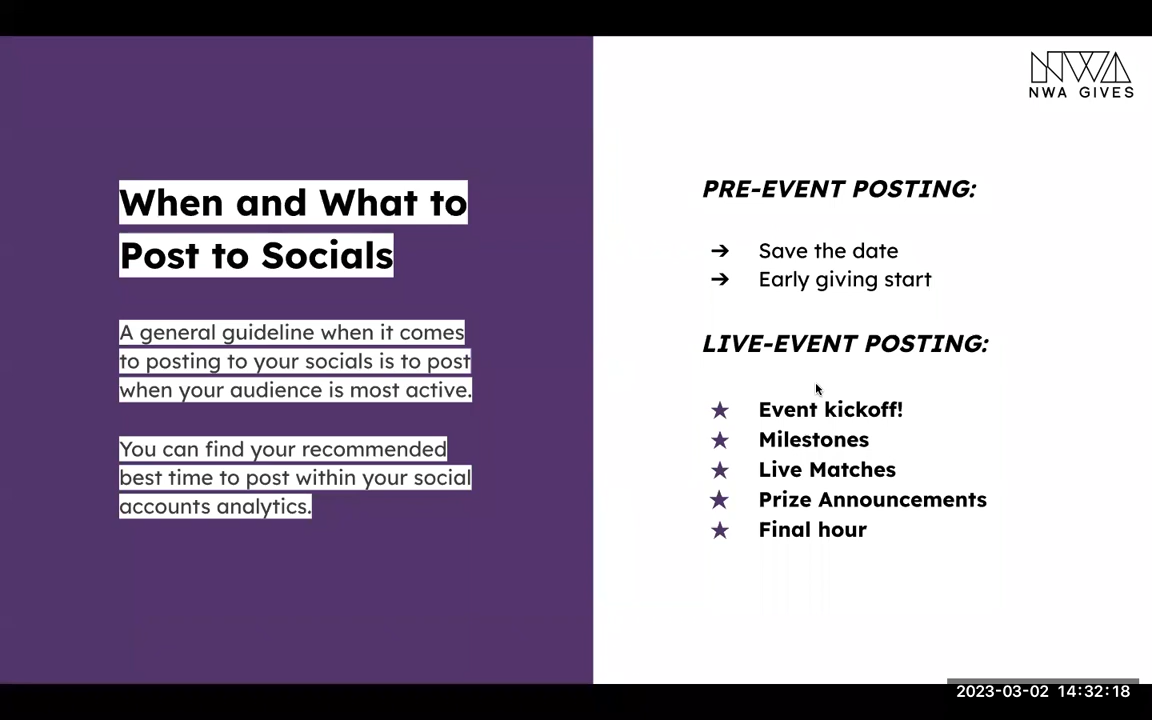 NWA
NWA GIVES
When and What to
Post to Socials
A general guideline when it comes
to posting to your socials is to post
when your audience is most active.
You can find your recommended
best time to post within your social
accounts analytics.
PRE-EVENT POSTING:
➔ Save the date
➔ Early giving start
LIVE-EVENT POSTING:
★ Event kickoff!
★ Milestones
★ Live Matches
★ Prize Announcements
★ Final hour
2023-03-02 14:32:18